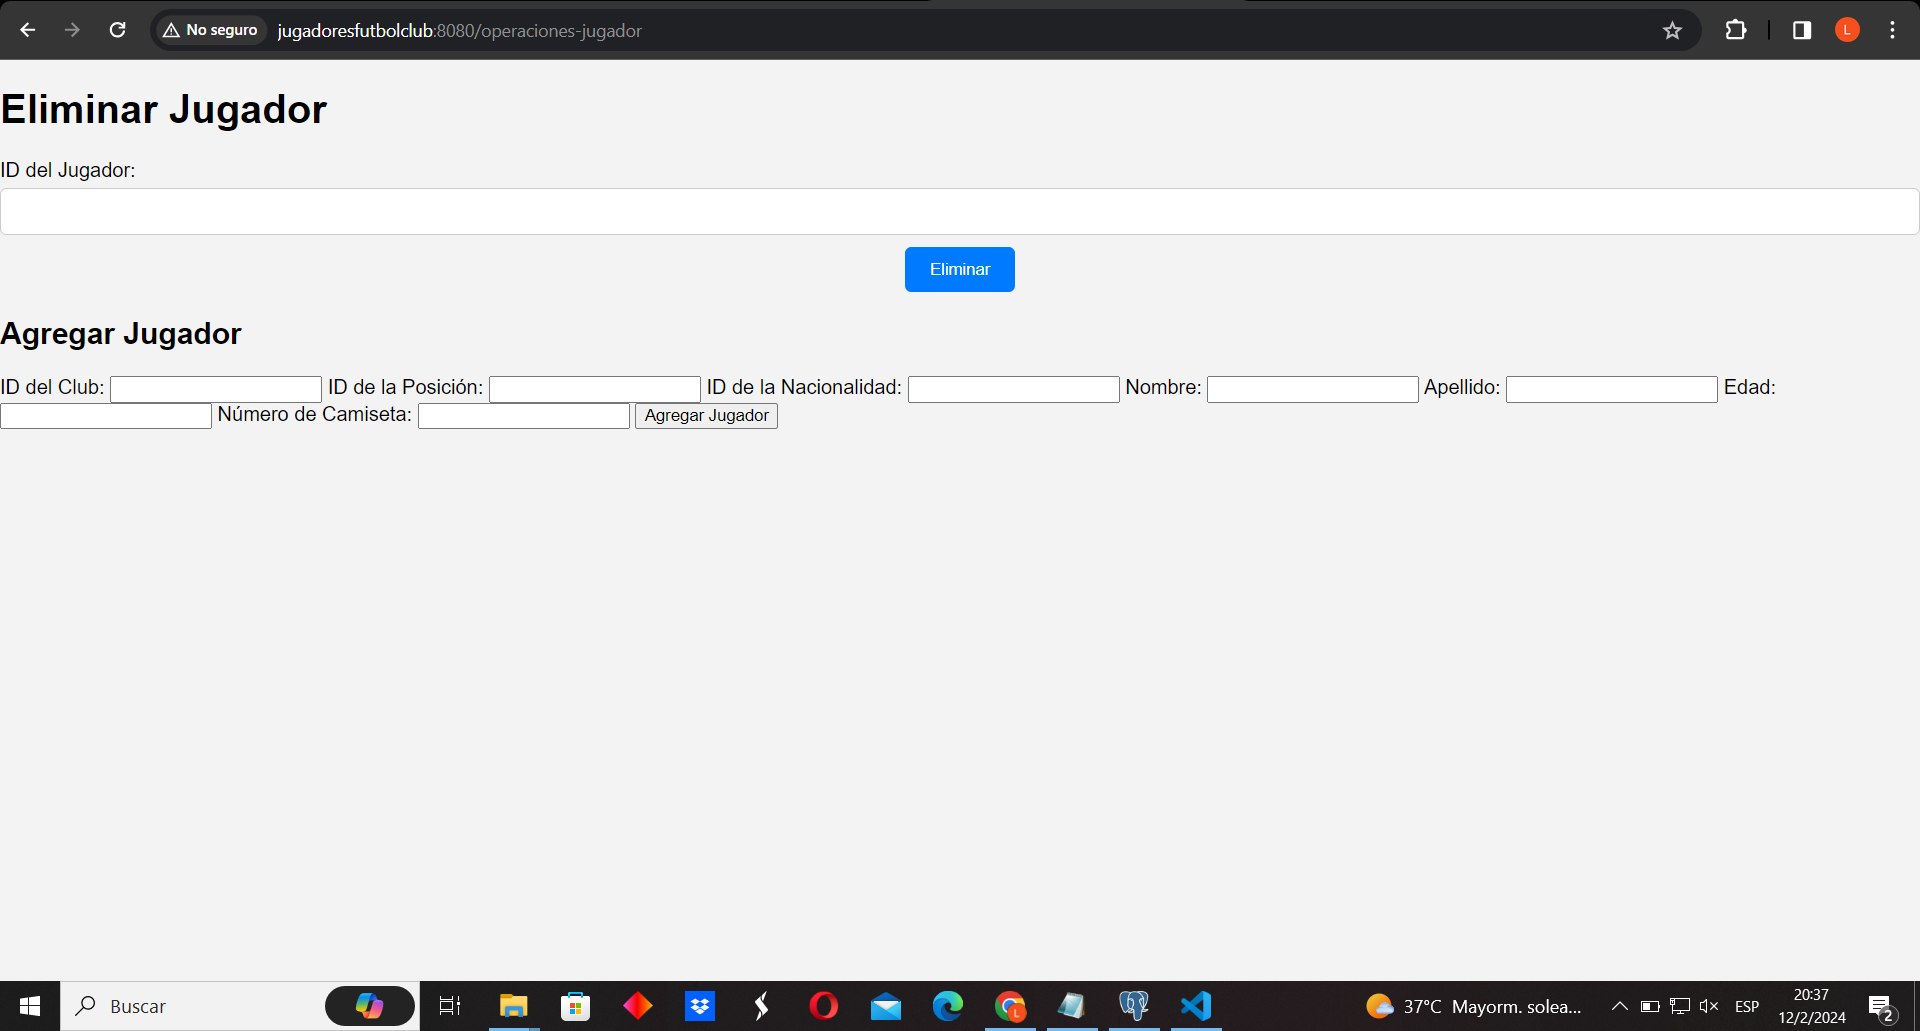 No seguro jugadoresfutbolclub:8080/operaciones-jugador L
Eliminar Jugador
ID del Jugador:
Eliminar
Agregar Jugador
ID del Club: ID de la Posición: ID de la Nacionalidad: Nombre: Apellido: Edad:
Número de Camiseta: Agregar Jugador
Buscar L 37°C Mayorm. solea... ESP 20:37
12/2/2024 2